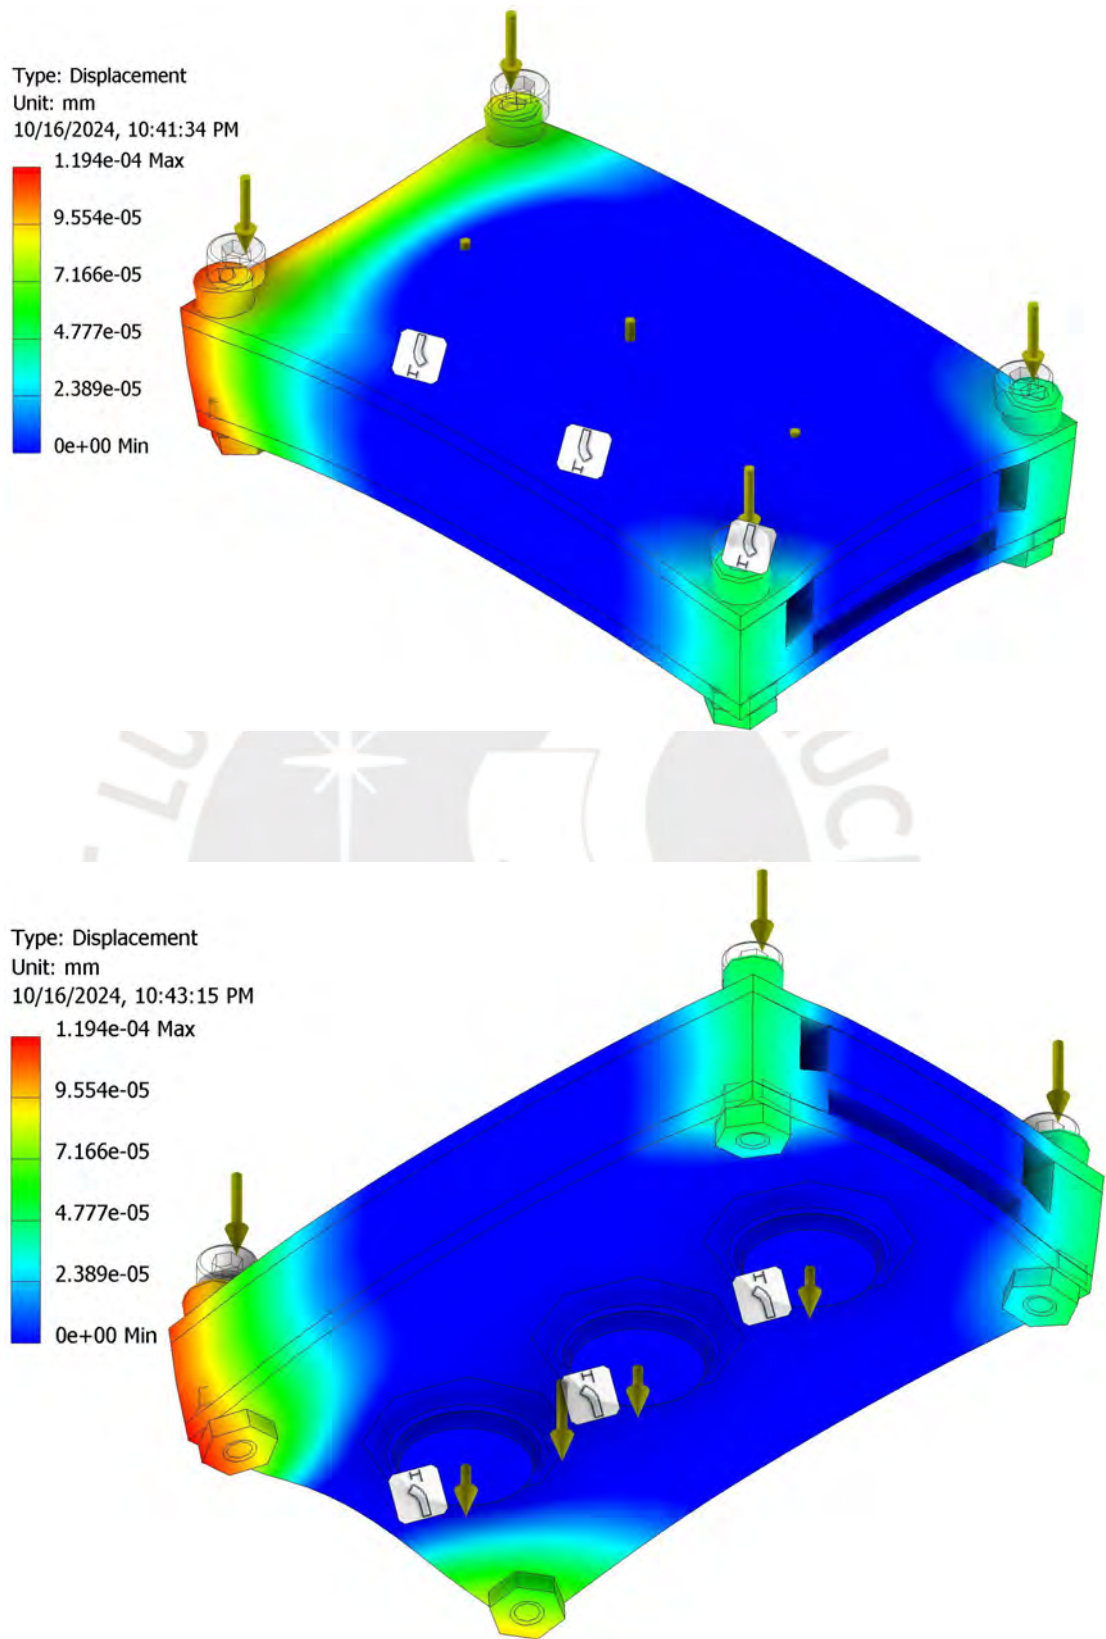 Type: Displacement
Unit: mm
10/16/2024, 10:41:34 PM
1.194e-04 Max
9.554e-05
7.166e-05
4.777e-05
2.389e-05
0e+00 Min
Type: Displacement
Unit: mm
10/16/2024, 10:43:15 PM
1.194e-04 Max
9.554e-05
7.166e-05
4.777e-05
2.389e-05
0e+00 Min